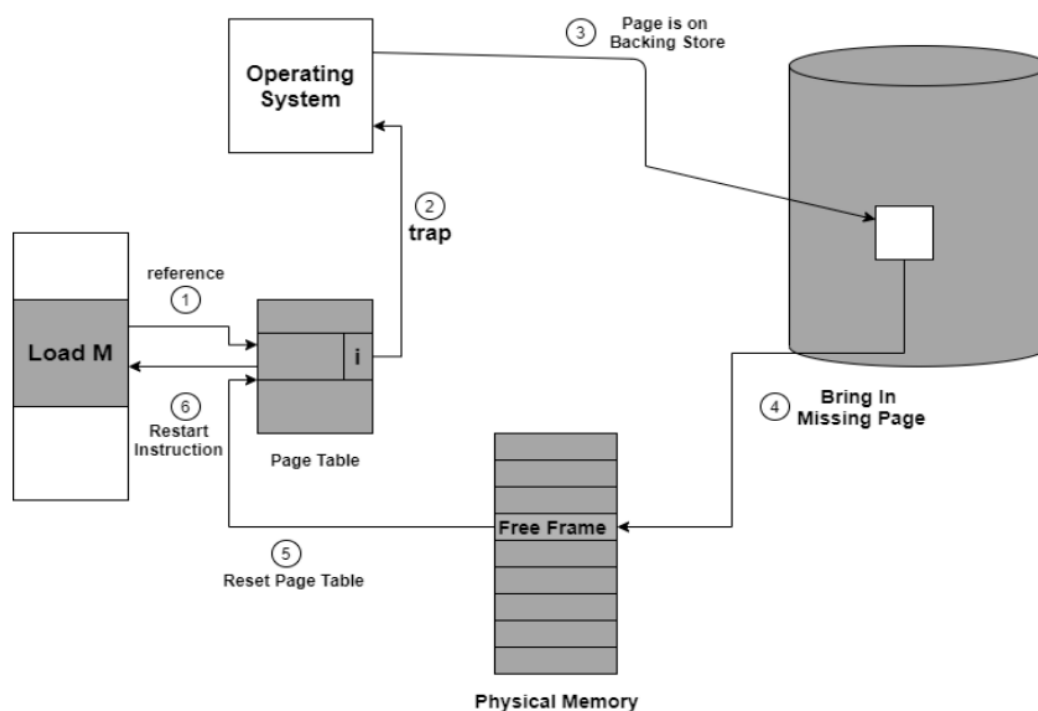 3
Page is on
Backing Store
Operating
System
2
trap
reference
1
Load M
i
6
Restart
Instruction
Page Table
4
Bring In
Missing Page
Free Frame
5
Reset Page Table
Physical Memory